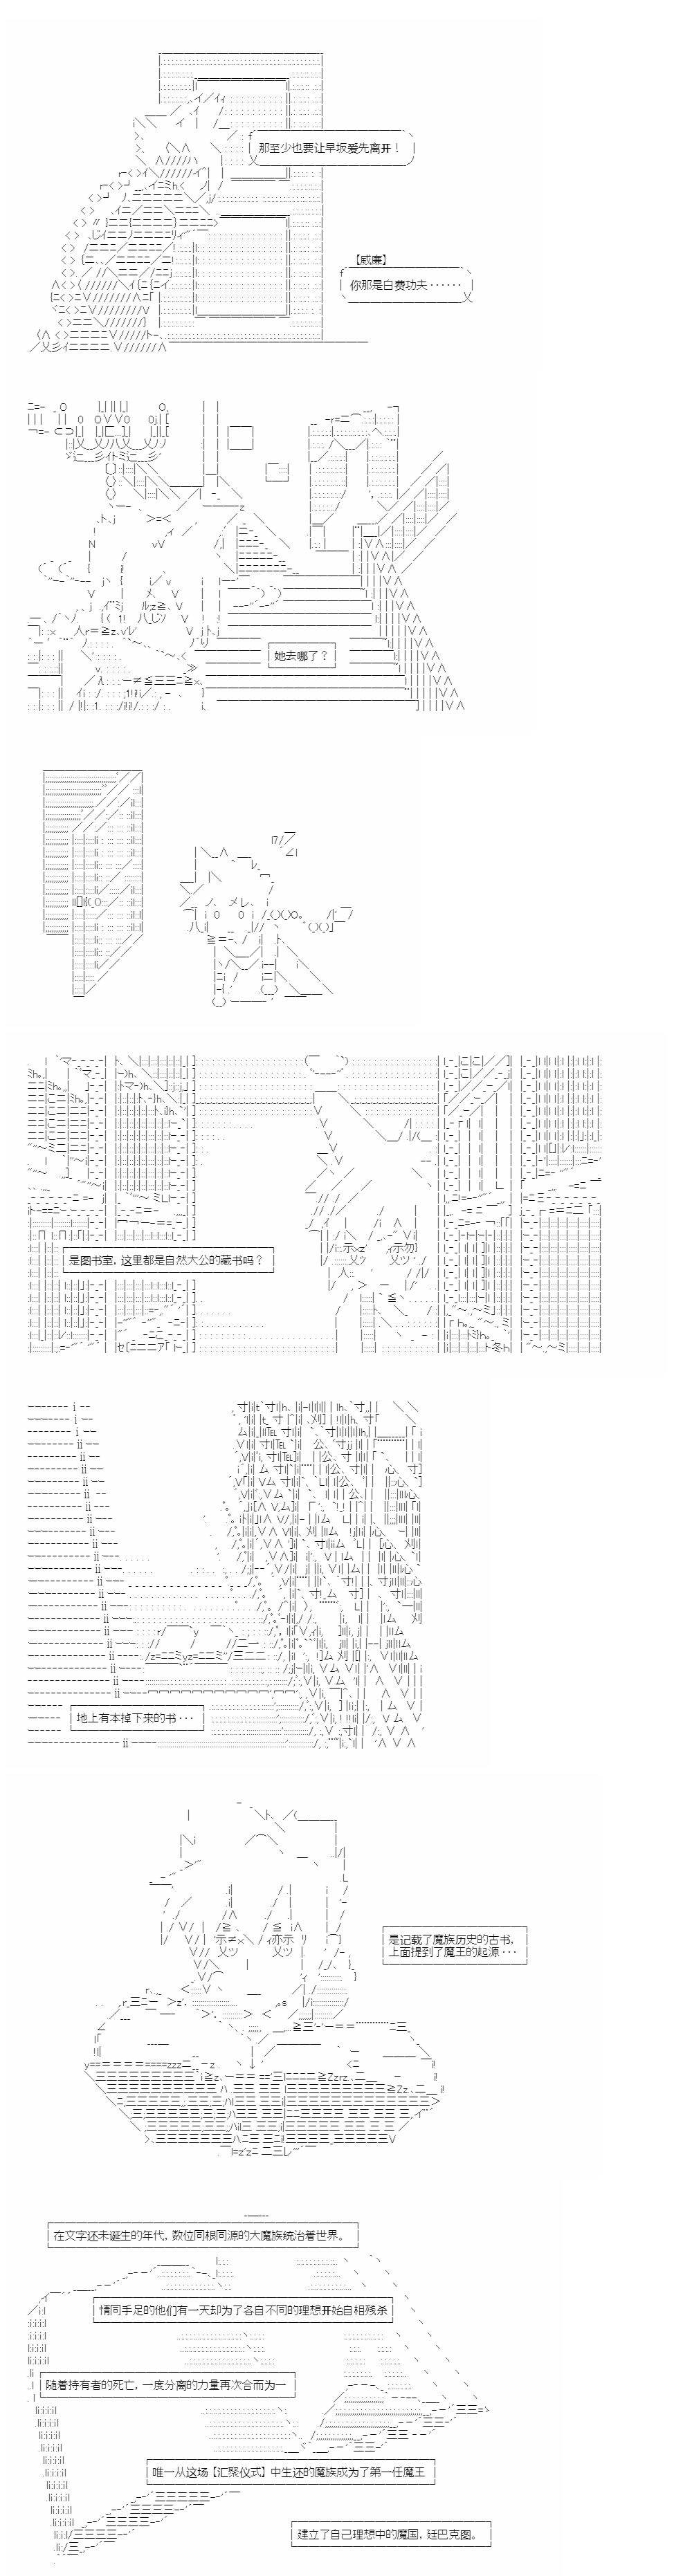 那至少也要让早坂爱先离开！
【威廉】
你那是白费功夫······
她去哪了？
是图书室，这里都是自然大公的藏书吗？
地上有本掉下来的书···
是记载了魔族历史的古书，
上面提到了魔王的起源···
在文字还未诞生的年代，数位同根同源的大魔族统治着世界。
情同手足的他们有一天却为了各自不同的理想开始自相残杀
随着持有者的死亡，一度分离的力量再次合而为一
唯一从这场【汇聚仪式】中生还的魔族成为了第一任魔王
建立了自己理想中的魔国，廷巴克图。